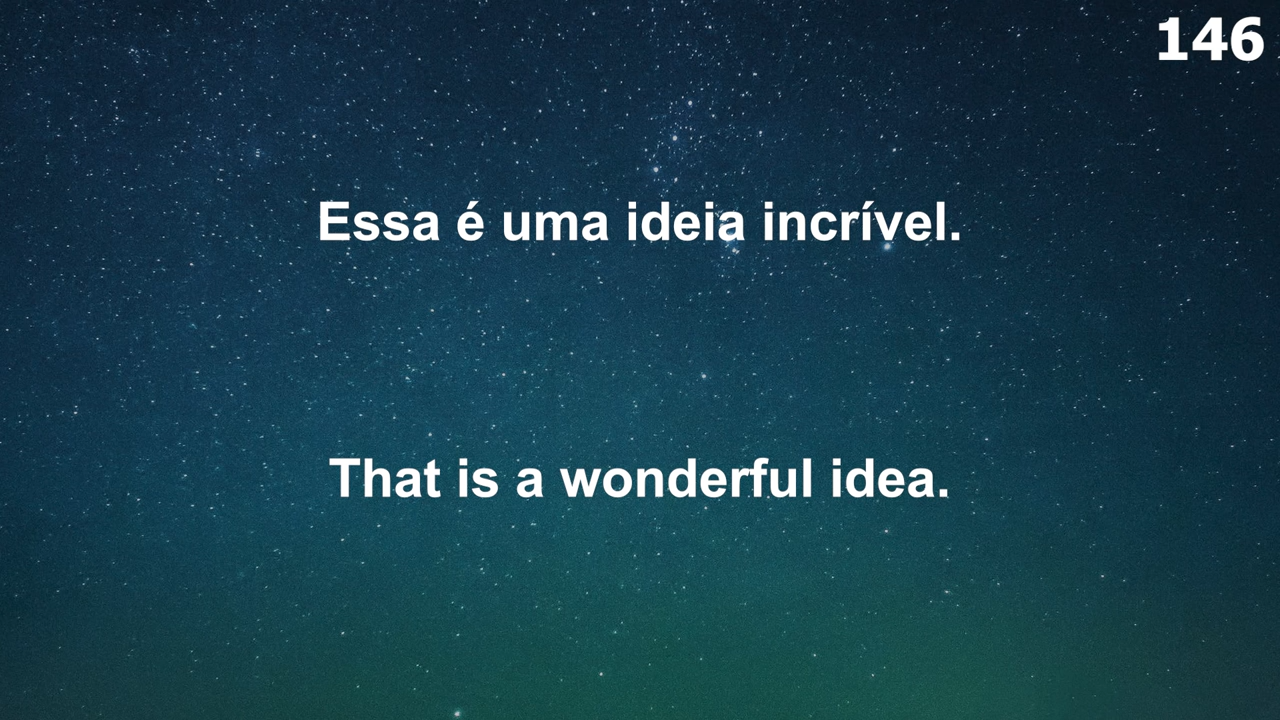 146
Essa é uma ideia incrível.
That is a wonderful idea.